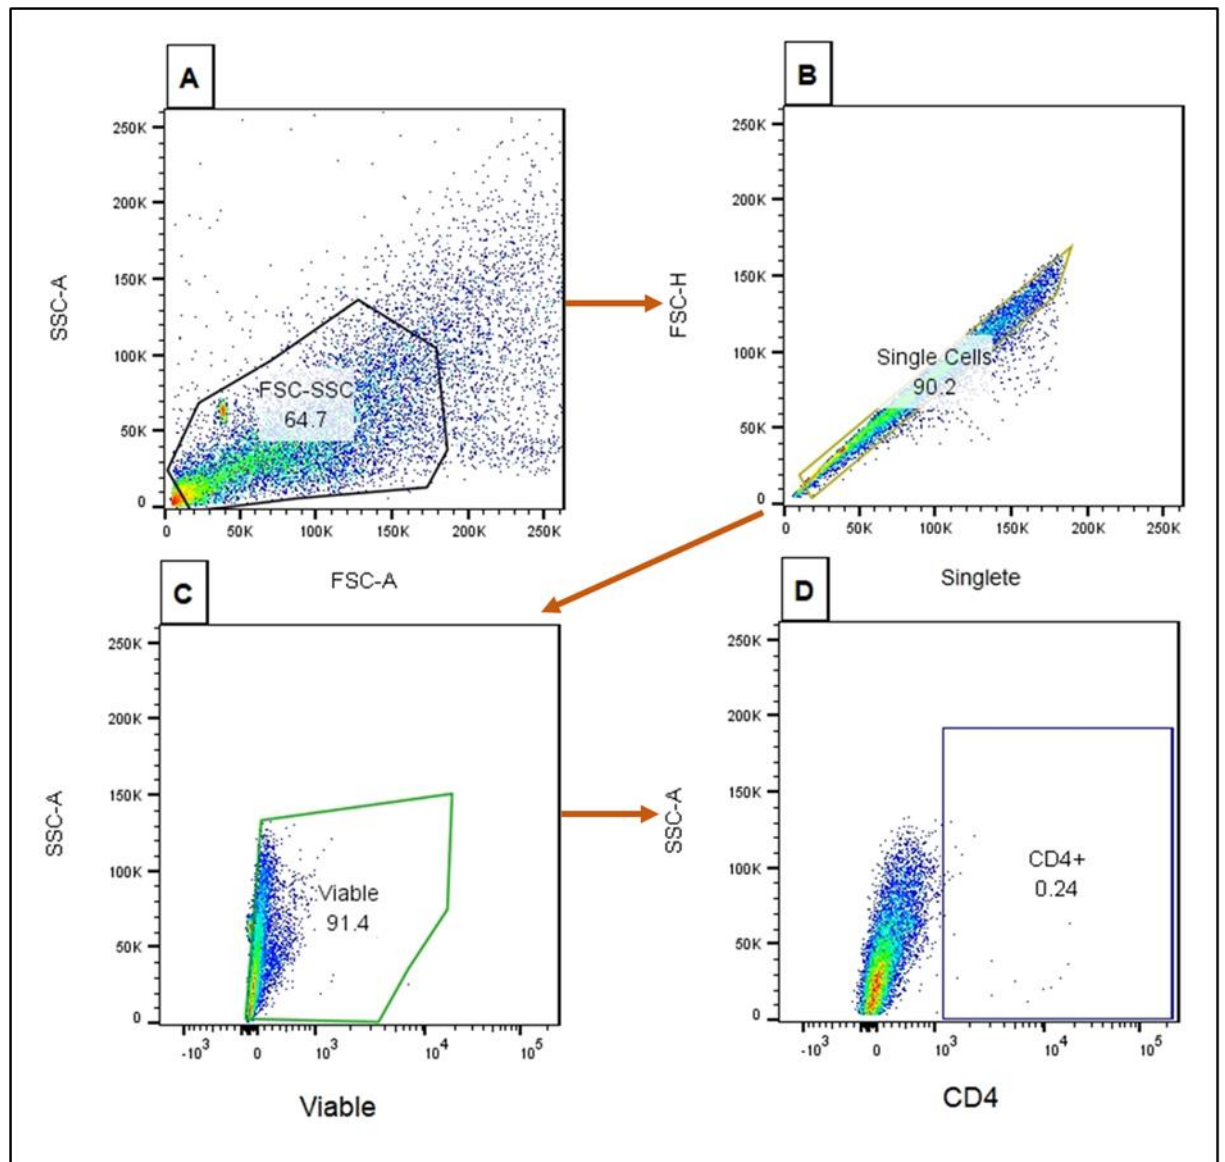 A
250K
200K
150K
100K
50K
0
SSC-A
FSC-SSC
64.7
0 50K 100K 150K 200K 250K
FSC-A
B
250K
200K
150K
100K
50K
0
FSC-H
Single Cells
90.2
0 50K 100K 150K 200K 250K
Singlete
C
250K
200K
150K
100K
50K
0
SSC-A
Viable
91.4
-10³ 0 10³ 10⁴ 10⁵
Viable
D
250K
200K
150K
100K
50K
0
SSC-A
CD4+
0.24
-10³ 0 10³ 10⁴ 10⁵
CD4